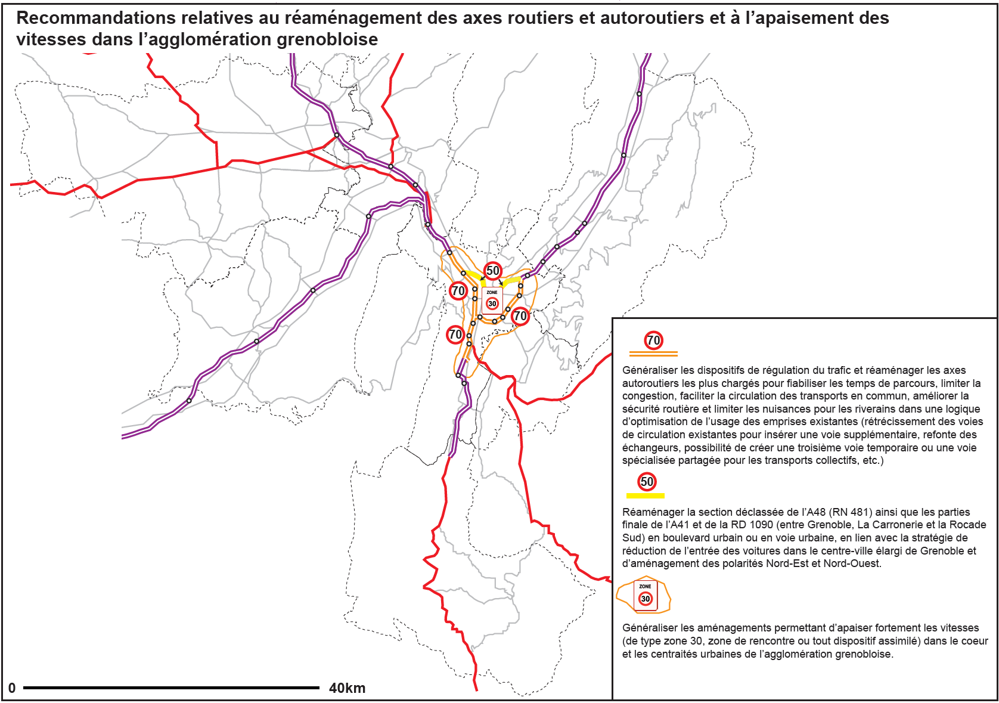 Recommandations relatives au réaménagement des axes routiers et autoroutiers et à l’apaisement des
vitesses dans l’agglomération grenobloise
50
70
ZONE
30
70
70
70
Généraliser les dispositifs de régulation du trafic et réaménager les axes
autoroutiers les plus chargés pour fiabiliser les temps de parcours, limiter la
congestion, faciliter la circulation des transports en commun, améliorer la
sécurité routière et limiter les nuisances pour les riverains dans une logique
d’optimisation de l’usage des emprises existantes (rétrécissement des voies
de circulation existantes pour insérer une voie supplémentaire, refonte des
échangeurs, possibilité de créer une troisième voie temporaire ou une voie
spécialisée partagée pour les transports collectifs, etc.)
50
Réaménager la section déclassée de l’A48 (RN 481) ainsi que les parties
finale de l’A41 et de la RD 1090 (entre Grenoble, La Carronerie et la Rocade
Sud) en boulevard urbain ou en voie urbaine, en lien avec la stratégie de
réduction de l’entrée des voitures dans le centre-ville élargi de Grenoble et
d’aménagement des polarités Nord-Est et Nord-Ouest.
ZONE
30
Généraliser les aménagements permettant d’apaiser fortement les vitesses
(de type zone 30, zone de rencontre ou tout dispositif assimilé) dans le coeur
et les centraités urbaines de l’agglomération grenobloise.
0 40km